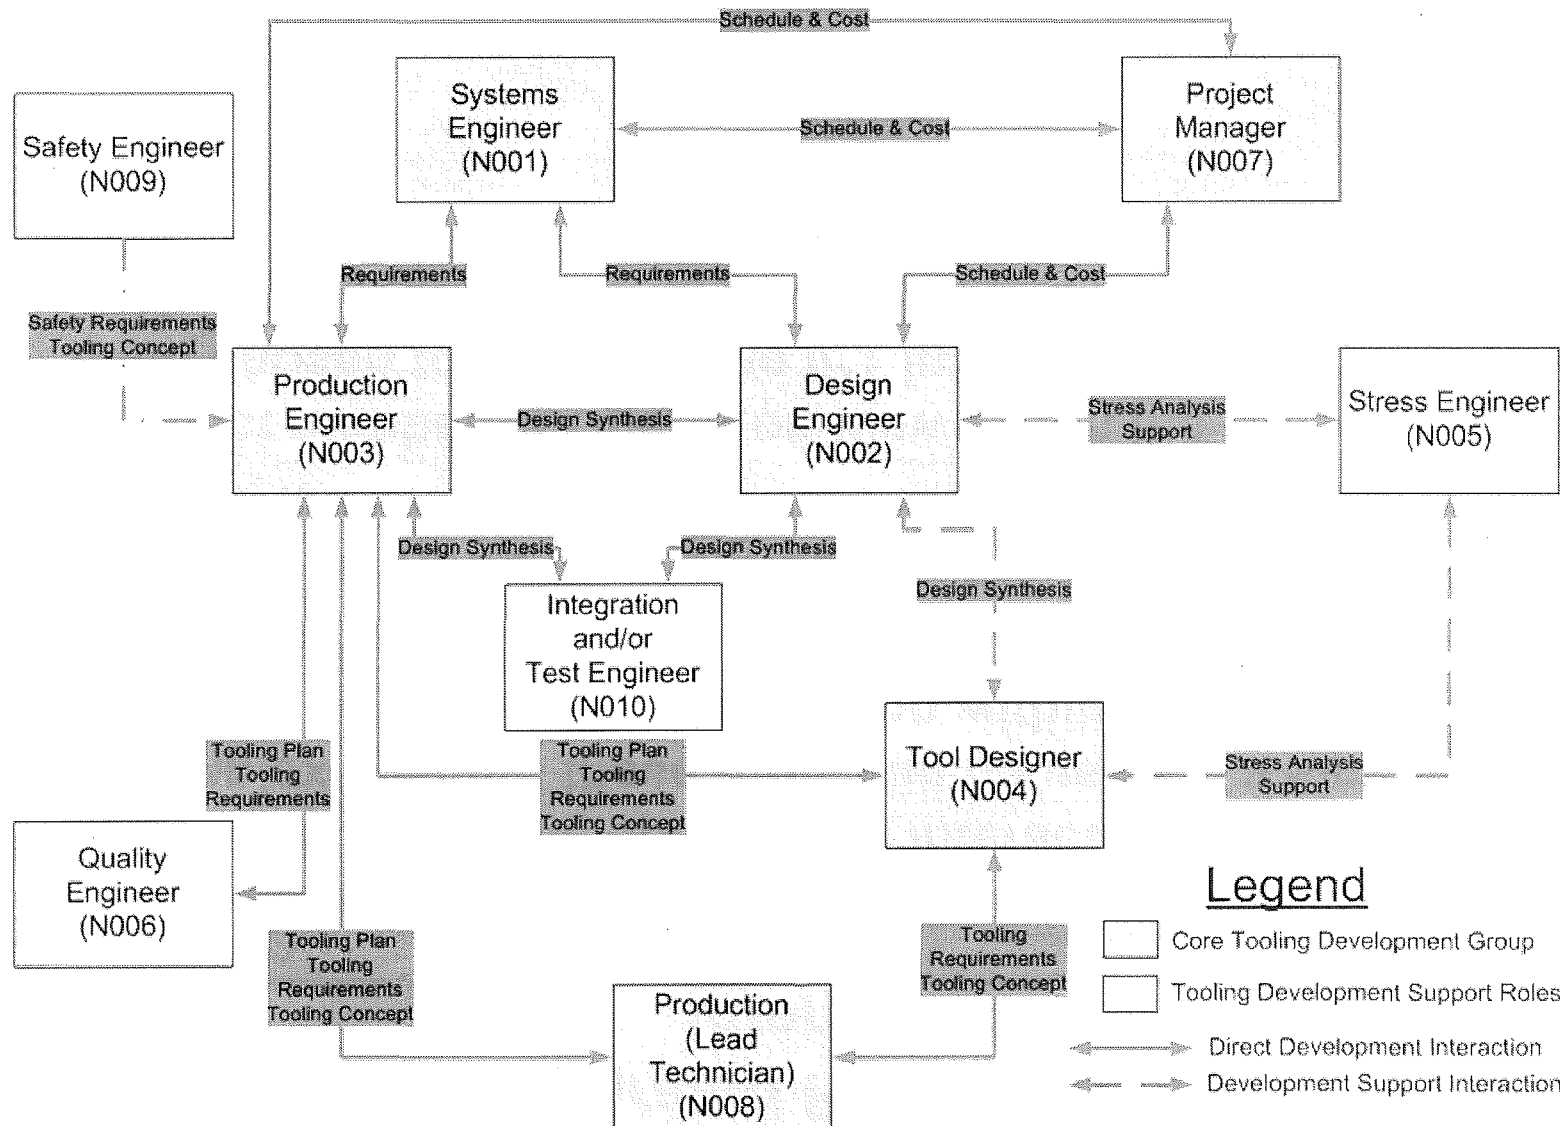 Schedule & Cost
Systems
Engineer
(N001)
Schedule & Cost
Project
Manager
(N007)
Safety Engineer
(N009)
Requirements
Requirements
Schedule & Cost
Safety Requirements
Tooling Concept
Production
Engineer
(N003)
Design Synthesis
Design
Engineer
(N002)
Stress Analysis
Support
Stress Engineer
(N005)
Design Synthesis
Design Synthesis
Design Synthesis
Integration
and/or
Test Engineer
(N010)
Tooling Plan
Tooling
Requirements
Tooling Plan
Tooling
Requirements
Tooling Concept
Tool Designer
(N004)
Stress Analysis
Support
Quality
Engineer
(N006)
Tooling Plan
Tooling
Requirements
Tooling Concept
Tooling
Requirements
Tooling Concept
Production
(Lead
Technician)
(N008)
Legend
Core Tooling Development Group
Tooling Development Support Roles
Direct Development Interaction
Development Support Interaction